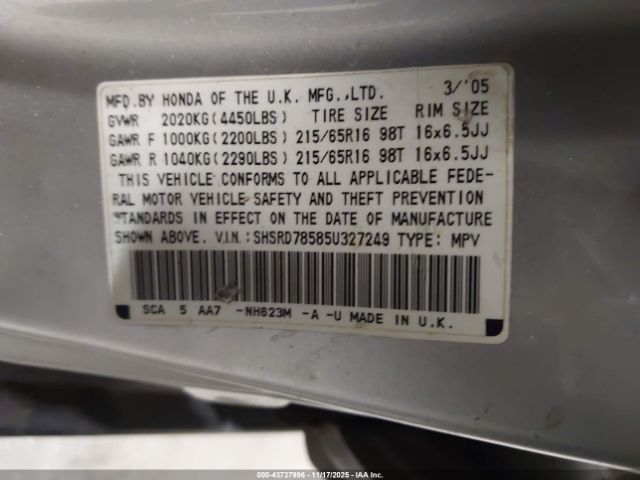 MFD.BY HONDA OF THE U.K. MFG.,LTD. 3/'05
GVWR 2020KG(4450LBS) TIRE SIZE RIM SIZE
GAWR F 1000KG(2200LBS) 215/65R16 98T 16x6.5JJ
GAWR R 1040KG(2290LBS) 215/65R16 98T 16x6.5JJ
THIS VEHICLE CONFORMS TO ALL APPLICABLE FEDE-
RAL MOTOR VEHICLE SAFETY AND THEFT PREVENTION
STANDARDS IN EFFECT ON THE DATE OF MANUFACTURE
SHOWN ABOVE. V.I.N.:SHSRD78585U327249 TYPE: MPV
SCA 5 AA7 -NH623M -A -U MADE IN U.K.
000-43727996 - 11/17/2025 - IAAI.COM